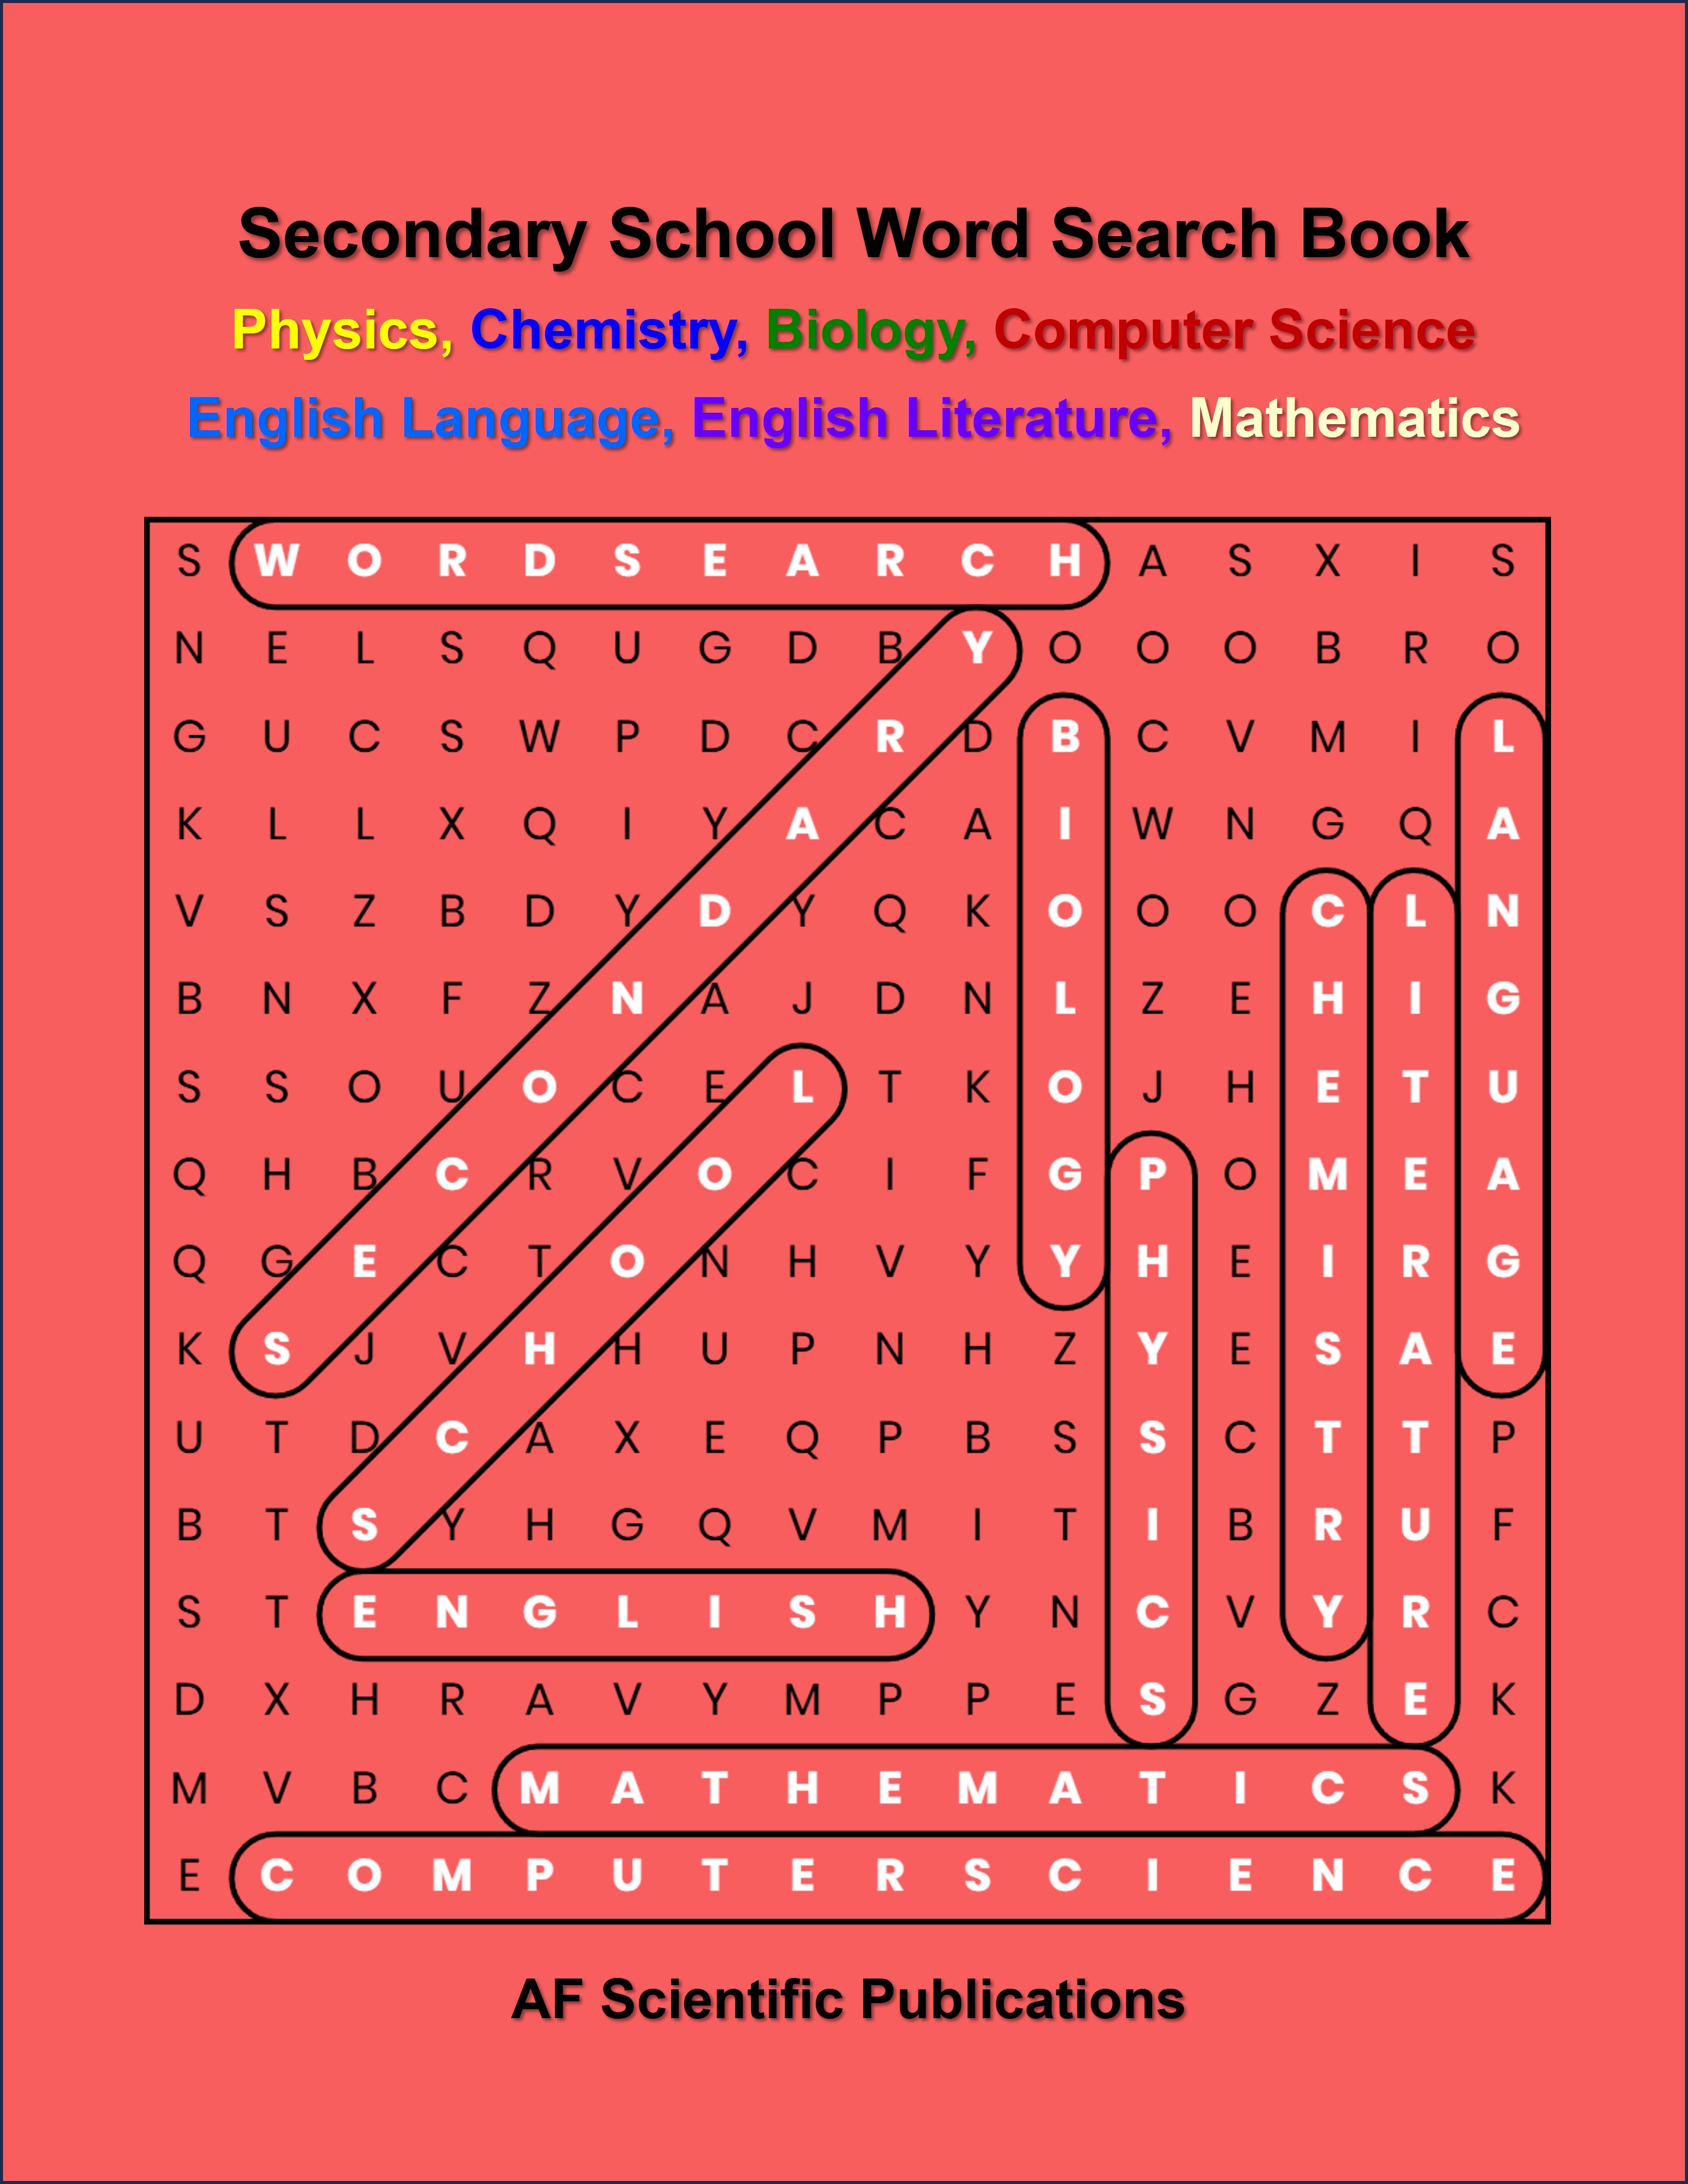 Secondary School Word Search Book
Physics, Chemistry, Biology, Computer Science
English Language, English Literature, Mathematics
S W O R D S E A R C H A S X I S
N E L S Q U G D B Y O O O B R O
G U C S W P D C R D B C V M I L
K L L X Q I Y A C A I W N G Q A
V S Z B D Y D Y Q K O O O C L N
B N X F Z N A J D N L Z E H I G
S S O U O C E L T K O J H E T U
Q H B C R V O C I F G P O M E A
Q G E C T O N H V Y Y H E I R G
K S J V H H U P N H Z Y E S A E
U T D C A X E Q P B S S C T T P
B T S Y H G Q V M I T I B R U F
S T E N G L I S H Y N C V Y R C
D X H R A V Y M P P E S G Z E K
M V B C M A T H E M A T I C S K
E C O M P U T E R S C I E N C E
AF Scientific Publications